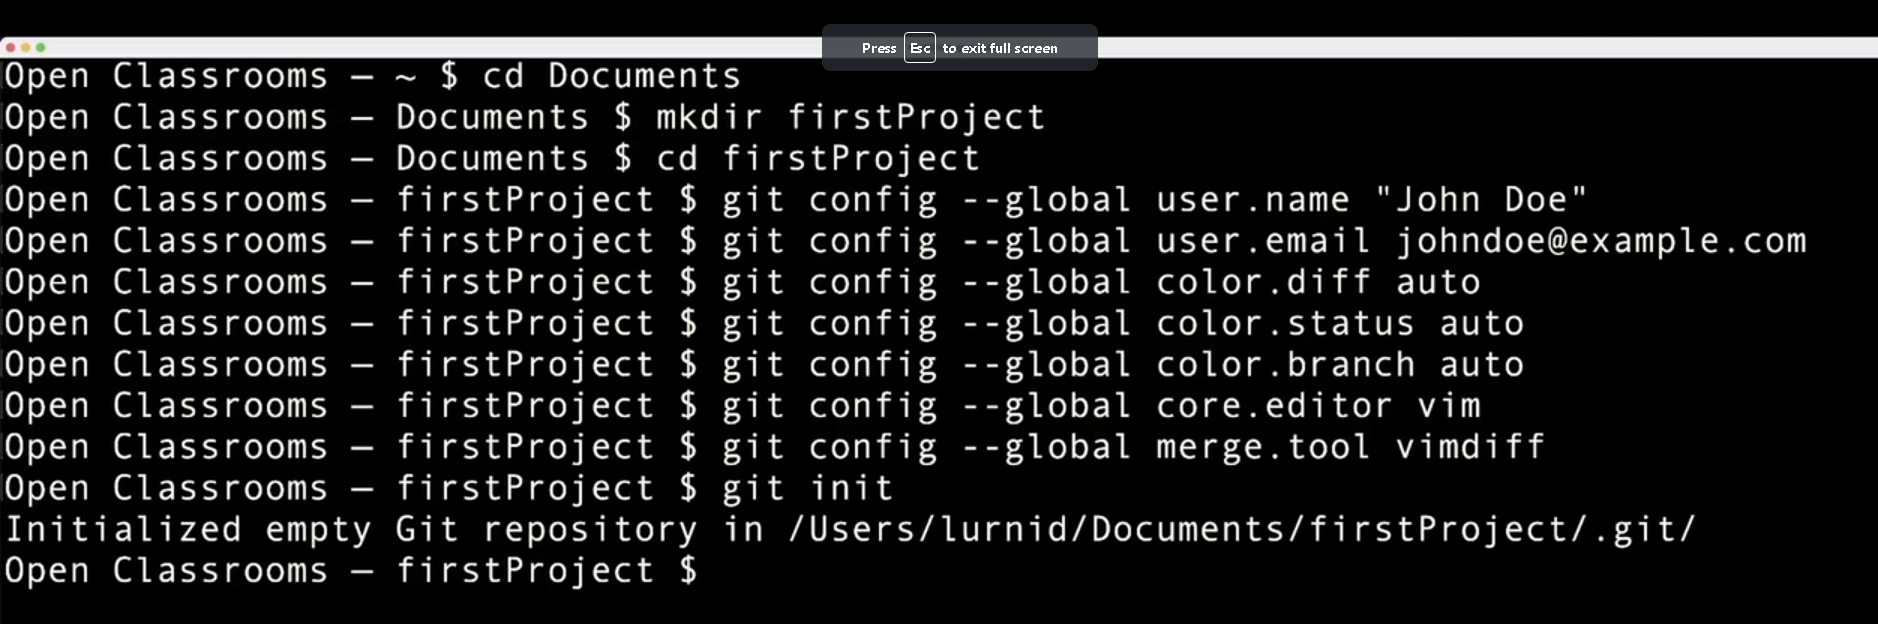 Press Esc to exit full screen
Open Classrooms — ~ $ cd Documents
Open Classrooms — Documents $ mkdir firstProject
Open Classrooms — Documents $ cd firstProject
Open Classrooms — firstProject $ git config --global user.name "John Doe"
Open Classrooms — firstProject $ git config --global user.email johndoe@example.com
Open Classrooms — firstProject $ git config --global color.diff auto
Open Classrooms — firstProject $ git config --global color.status auto
Open Classrooms — firstProject $ git config --global color.branch auto
Open Classrooms — firstProject $ git config --global core.editor vim
Open Classrooms — firstProject $ git config --global merge.tool vimdiff
Open Classrooms — firstProject $ git init
Initialized empty Git repository in /Users/lurnid/Documents/firstProject/.git/
Open Classrooms — firstProject $